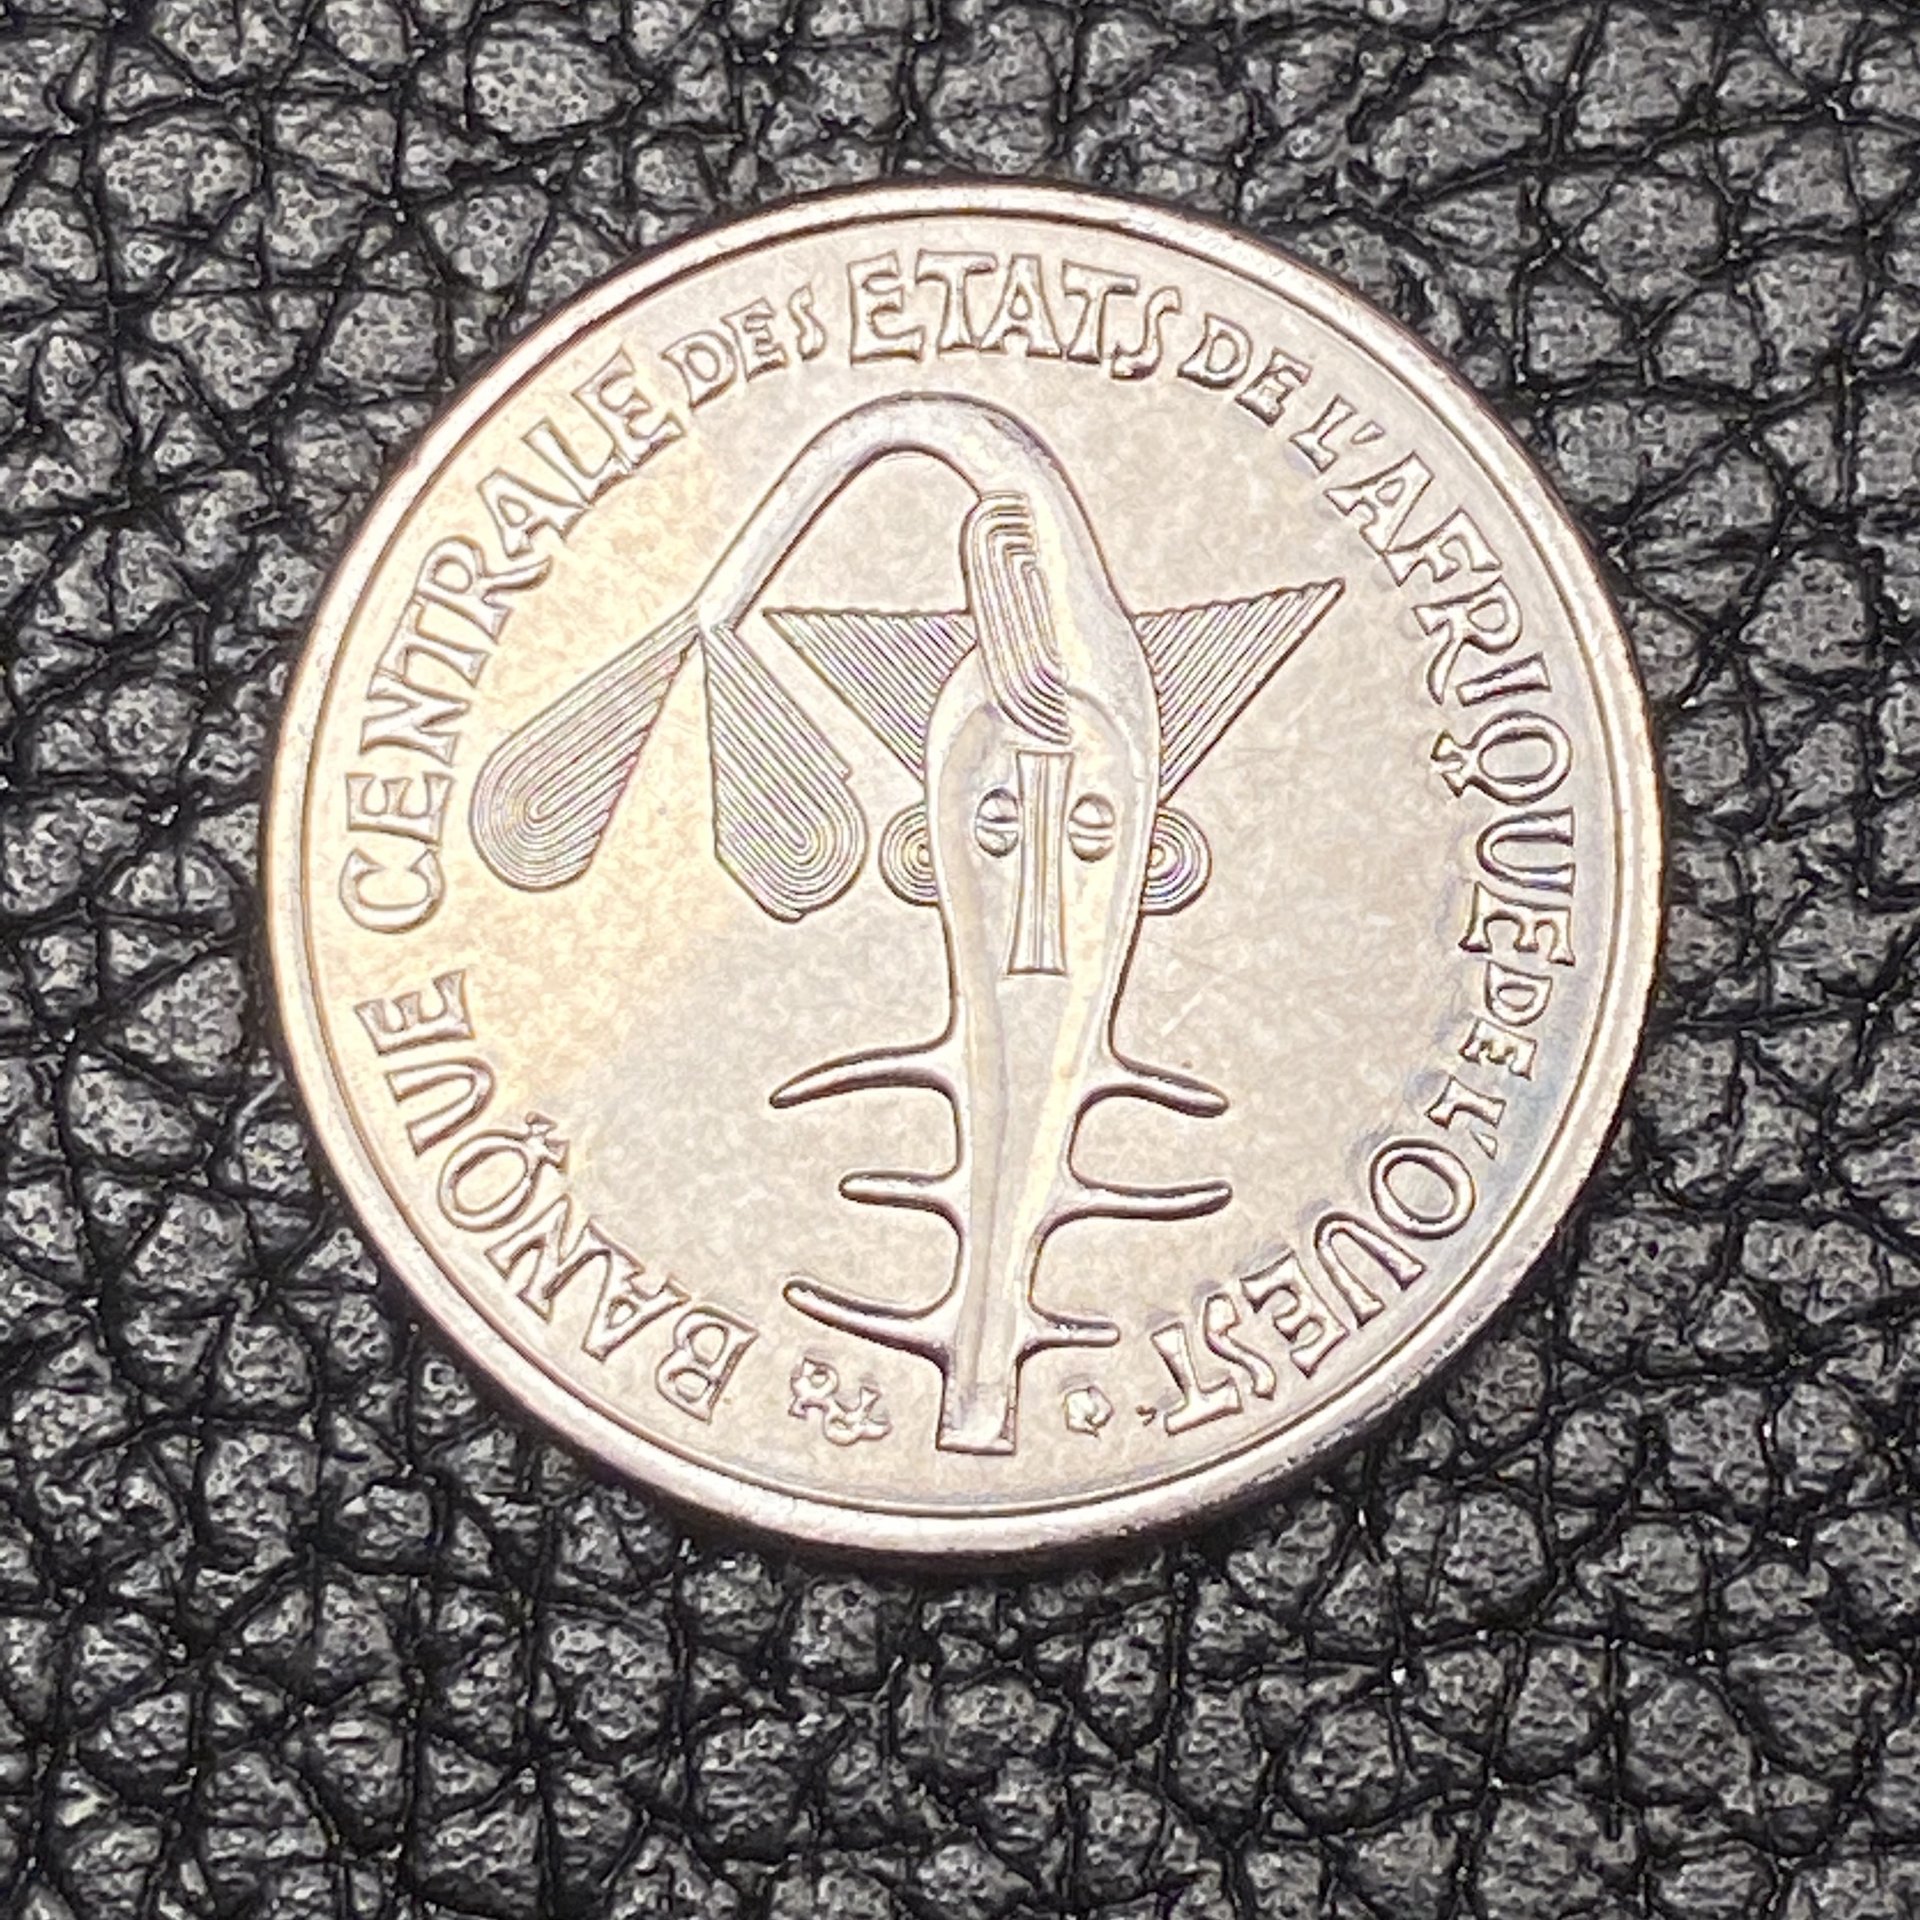 BANQUE CENTRALE DES ETATS DE L'AFRIQUE DE L'OUEST